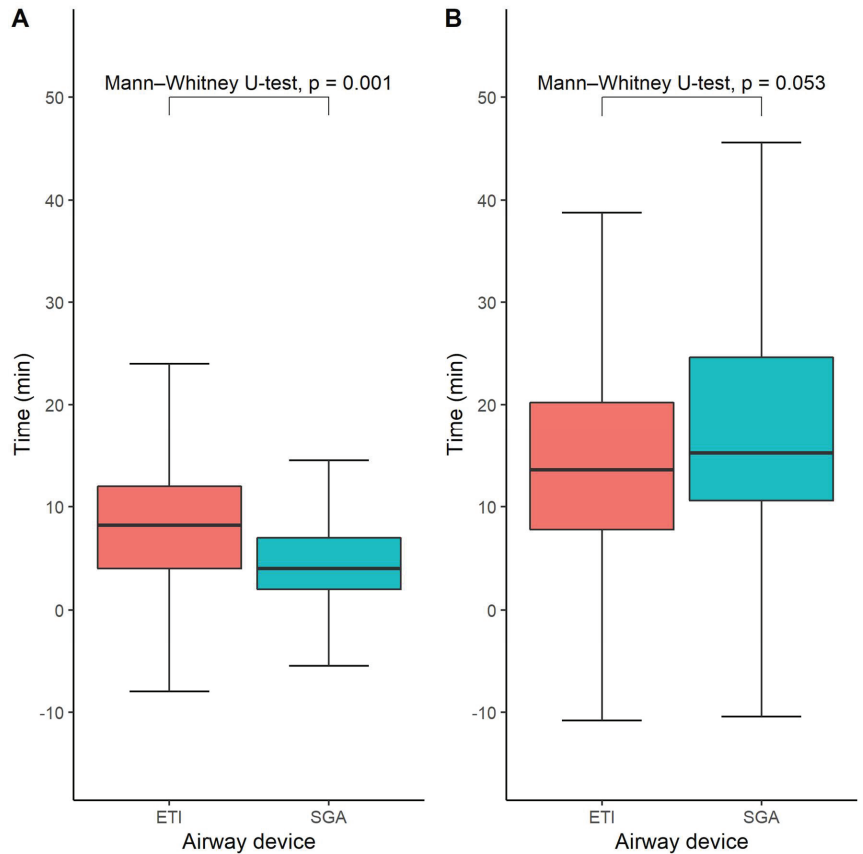 A
Mann–Whitney U-test, p = 0.001
50
40
30
20
10
0
-10
Time (min)
ETI
SGA
Airway device
B
Mann–Whitney U-test, p = 0.053
50
40
30
20
10
0
-10
Time (min)
ETI
SGA
Airway device